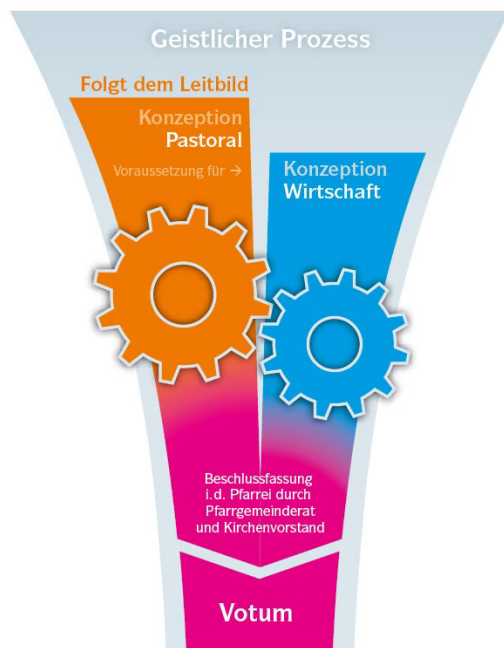 Geistlicher Prozess
Folgt dem Leitbild
Konzeption
Pastoral
Voraussetzung für →
Konzeption
Wirtschaft
Beschlussfassung
i.d. Pfarrei durch
Pfarrgemeinderat
und Kirchenvorstand
Votum